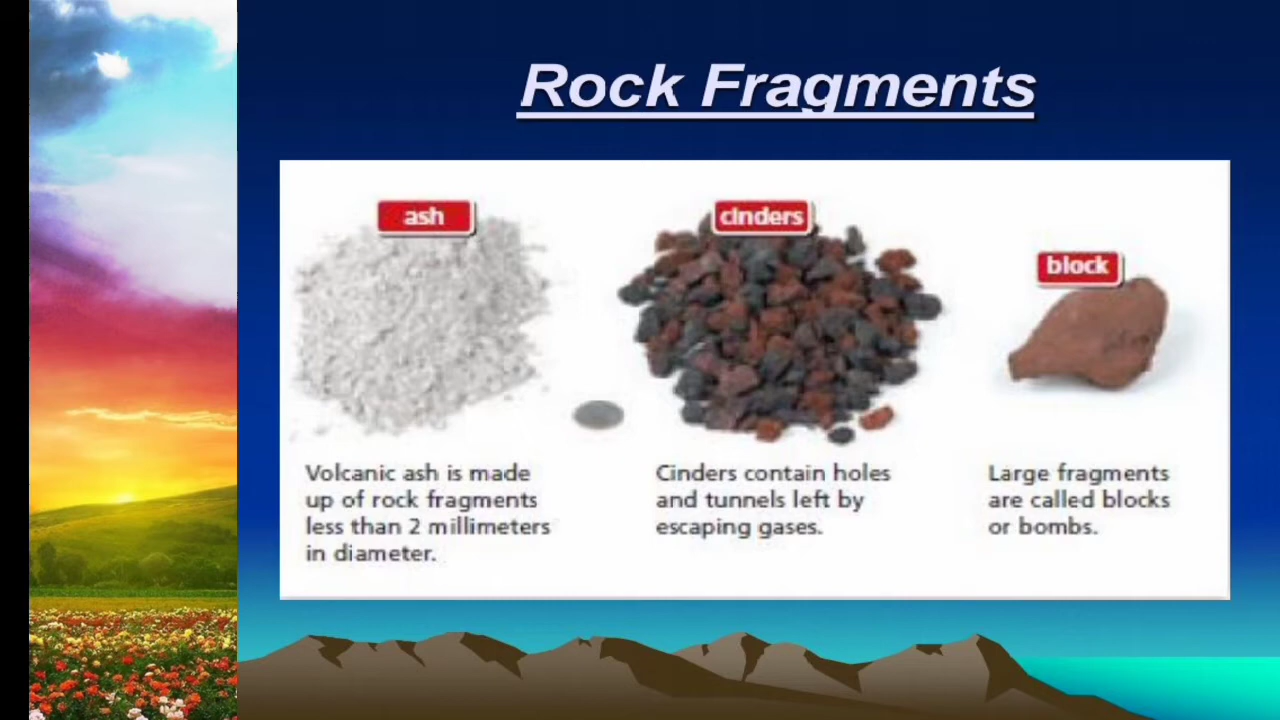 Rock Fragments
ash
cinders
block
Volcanic ash is made
up of rock fragments
less than 2 millimeters
in diameter.
Cinders contain holes
and tunnels left by
escaping gases.
Large fragments
are called blocks
or bombs.